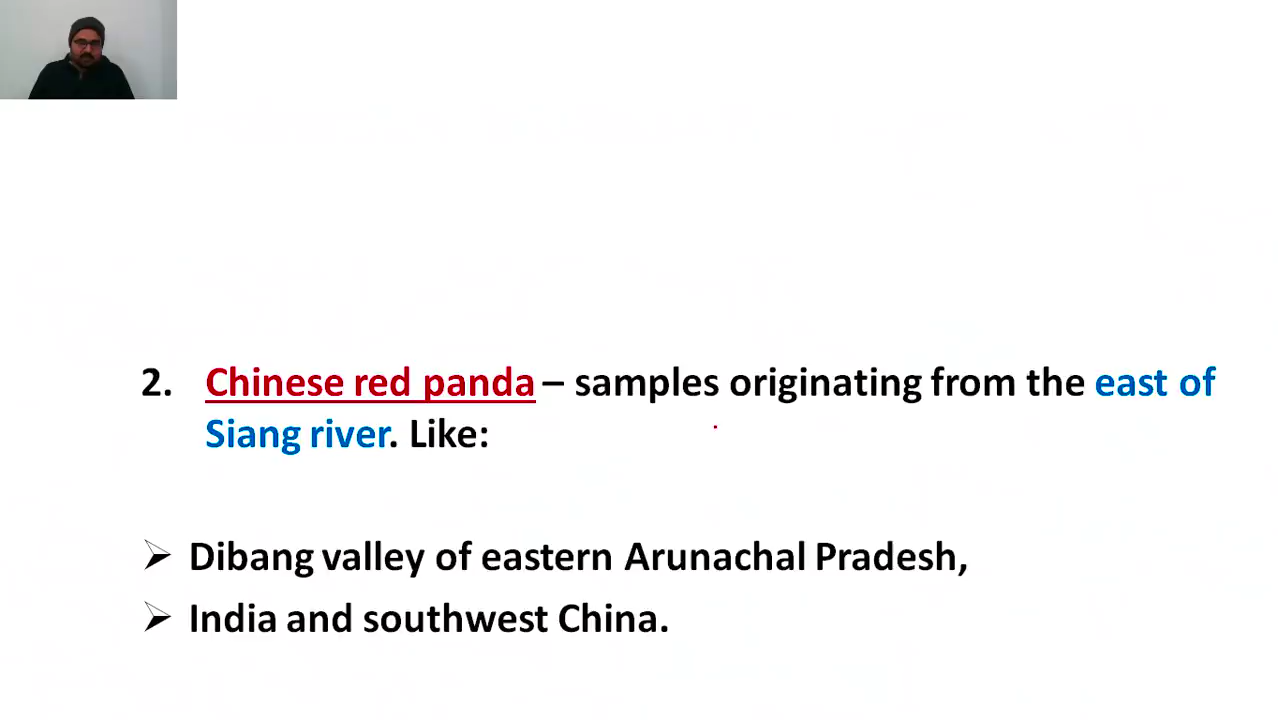 2. Chinese red panda – samples originating from the east of
Siang river. Like:
➢ Dibang valley of eastern Arunachal Pradesh,
➢ India and southwest China.